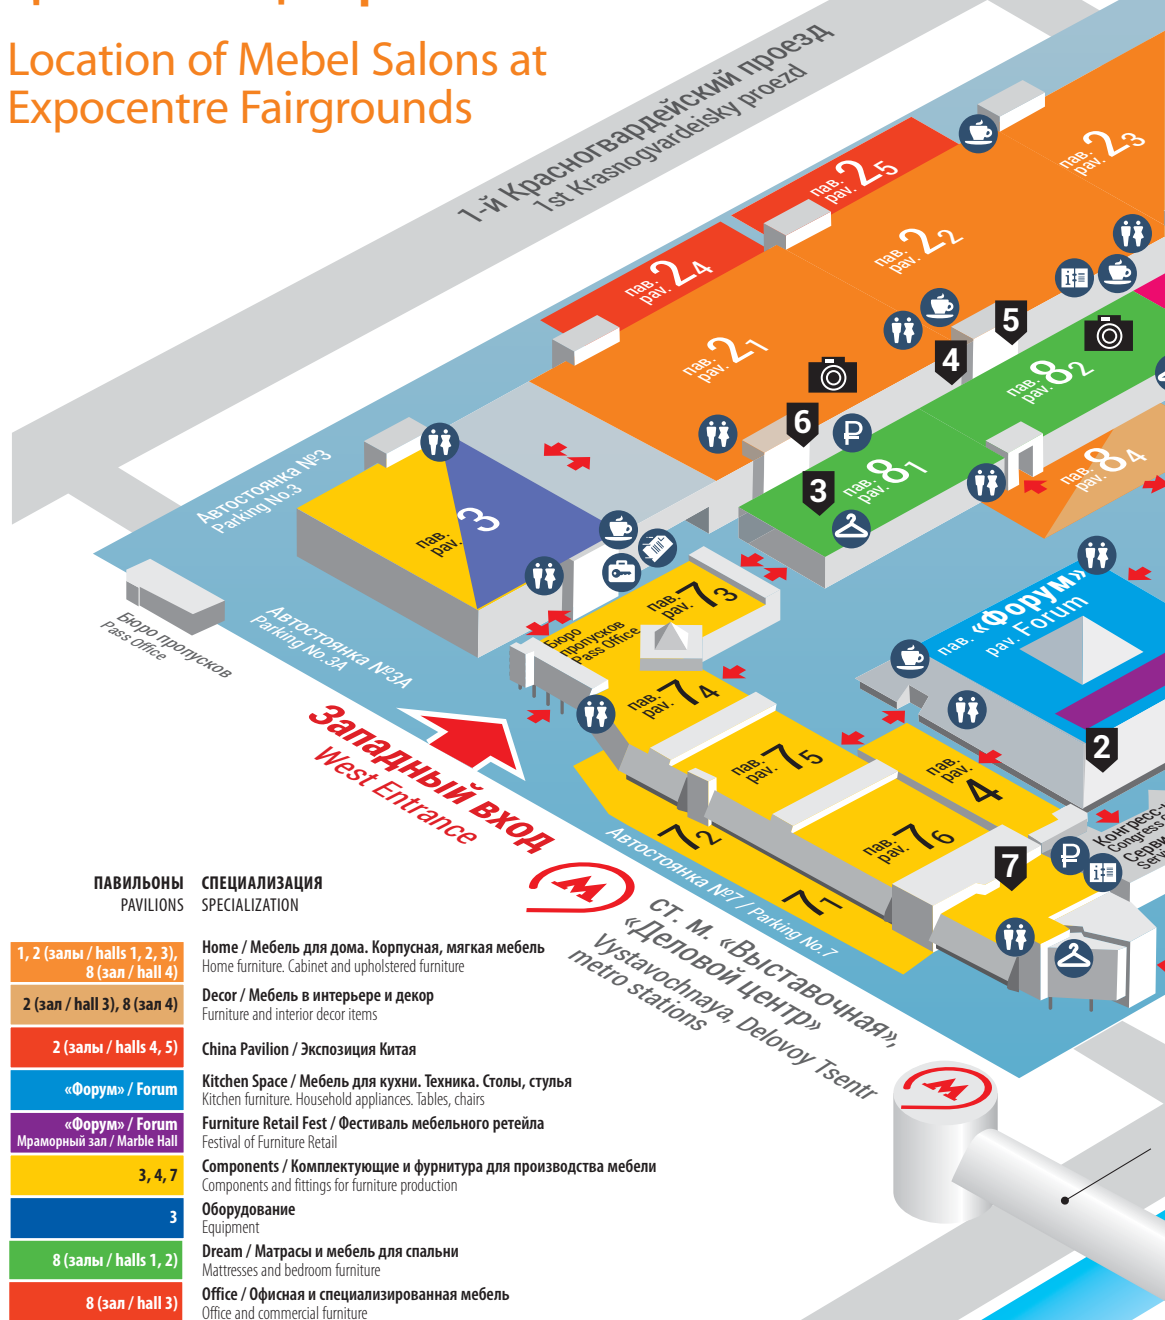 Location of Mebel Salons at
Expocentre Fairgrounds
1-й Красногвардейский проезд
1st Krasnogvardeisky proezd
пав.
pav. 2 3
пав.
pav. 2 5
пав.
pav. 2 2
пав.
pav. 2 4
пав.
pav. 2 1
5
4
6
3
пав.
pav. 8 2
пав.
pav. 8 1
пав.
pav. 8 4
Автостоянка №3
Parking No.3
пав.
pav. 3
Бюро пропусков
Pass Office
Автостоянка №3А
Parking No.3A
пав.
pav. 7 3
Бюро
пропусков
Pass Office
пав. «Форум»
pav. Forum
пав.
pav. 7 4
Западный вход
West Entrance
пав.
pav. 7 5
пав.
pav. 4
2
7 2
пав.
pav. 7 6
7
7 1
Автостоянка №7 / Parking No.7
ст. м. «Выставочная»,
«Деловой центр»
Vystavochnaya, Delovoy Tsentr
metro stations
ПАВИЛЬОНЫ СПЕЦИАЛИЗАЦИЯ
PAVILIONS SPECIALIZATION
1, 2 (залы / halls 1, 2, 3),
8 (зал / hall 4)
Home / Мебель для дома. Корпусная, мягкая мебель
Home furniture. Cabinet and upholstered furniture
2 (зал / hall 3), 8 (зал 4)
Decor / Мебель в интерьере и декор
Furniture and interior decor items
2 (залы / halls 4, 5)
China Pavilion / Экспозиция Китая
«Форум» / Forum
Kitchen Space / Мебель для кухни. Техника. Столы, стулья
Kitchen furniture. Household appliances. Tables, chairs
«Форум» / Forum
Мраморный зал / Marble Hall
Furniture Retail Fest / Фестиваль мебельного ретейла
Festival of Furniture Retail
3, 4, 7
Components / Комплектующие и фурнитура для производства мебели
Components and fittings for furniture production
3
Оборудование
Equipment
8 (залы / halls 1, 2)
Dream / Матрасы и мебель для спальни
Mattresses and bedroom furniture
8 (зал / hall 3)
Office / Офисная и специализированная мебель
Office and commercial furniture